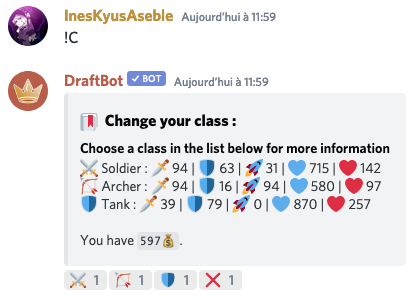 InesKyusAseble Aujourd'hui à 11:59
!C
DraftBot ✓ BOT Aujourd'hui à 11:59
Change your class :
Choose a class in the list below for more information
⚔️ Soldier : 🗡️ 94 | 🛡️ 63 | 🚀 31 | 💙 715 | ❤️ 142
🏹 Archer : 🗡️ 94 | 🛡️ 16 | 🚀 94 | 💙 580 | ❤️ 97
🛡️ Tank : 🗡️ 39 | 🛡️ 79 | 🚀 0 | 💙 870 | ❤️ 257
You have 597💰.
⚔️ 1 🏹 1 🛡️ 1 ❌ 1